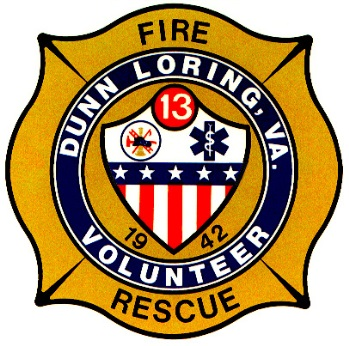 FIRE
DUNN LORING, VA.
13
19 42
VOLUNTEER
RESCUE